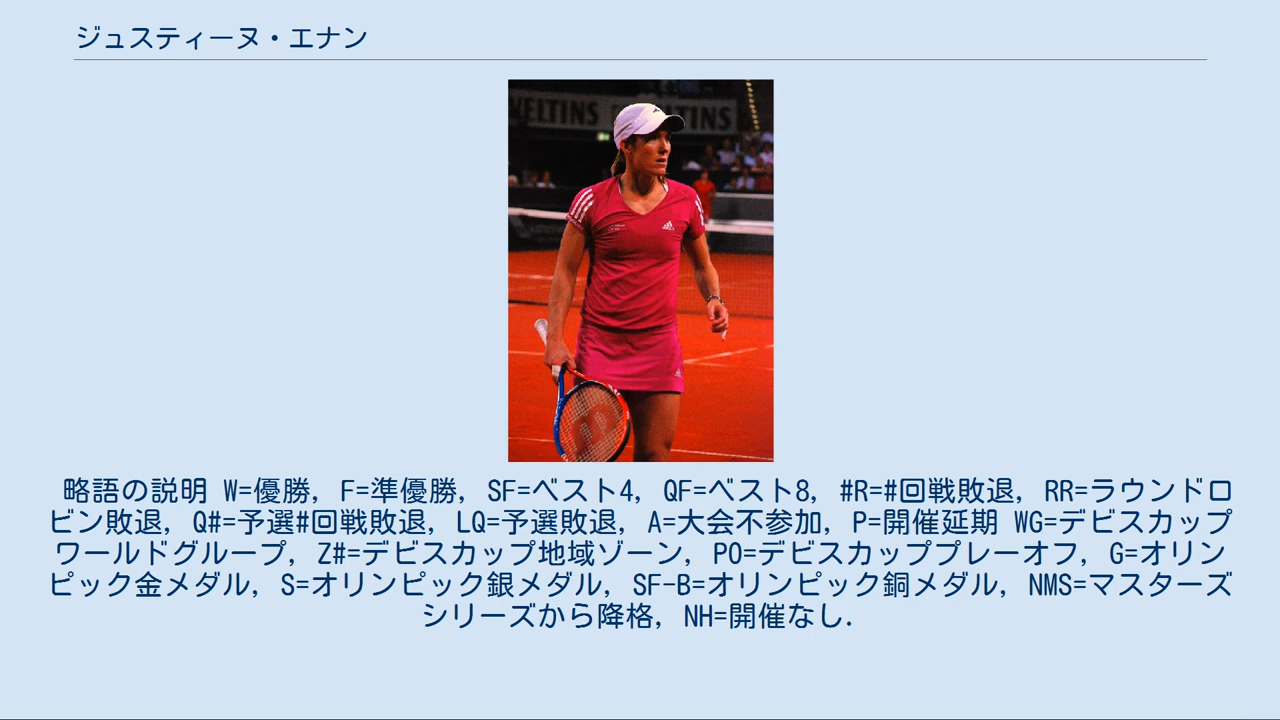 ジュスティーヌ・エナン
VELTINS
TINS
adidas
略語の説明 W=優勝, F=準優勝, SF=ベスト4, QF=ベスト8, #R=#回戦敗退, RR=ラウンドロ
ビン敗退, Q#=予選#回戦敗退, LQ=予選敗退, A=大会不参加, P=開催延期 WG=デビスカップ
ワールドグループ, Z#=デビスカップ地域ゾーン, PO=デビスカッププレーオフ, G=オリン
ピック金メダル, S=オリンピック銀メダル, SF-B=オリンピック銅メダル, NMS=マスターズ
シリーズから降格, NH=開催なし.